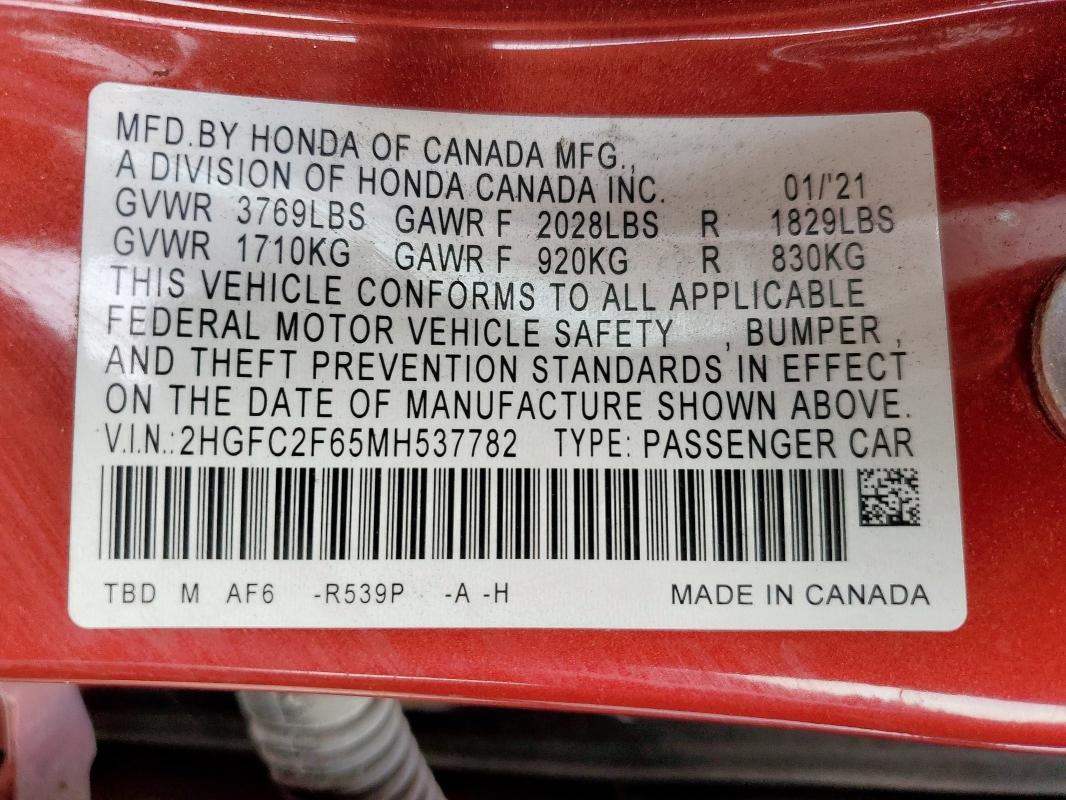 MFD.BY HONDA OF CANADA MFG.,
A DIVISION OF HONDA CANADA INC. 01/'21
GVWR 3769LBS GAWR F 2028LBS R 1829LBS
GVWR 1710KG GAWR F 920KG R 830KG
THIS VEHICLE CONFORMS TO ALL APPLICABLE
FEDERAL MOTOR VEHICLE SAFETY , BUMPER ,
AND THEFT PREVENTION STANDARDS IN EFFECT
ON THE DATE OF MANUFACTURE SHOWN ABOVE.
V.I.N.: 2HGFC2F65MH537782 TYPE: PASSENGER CAR
TBD M AF6 -R539P -A -H MADE IN CANADA